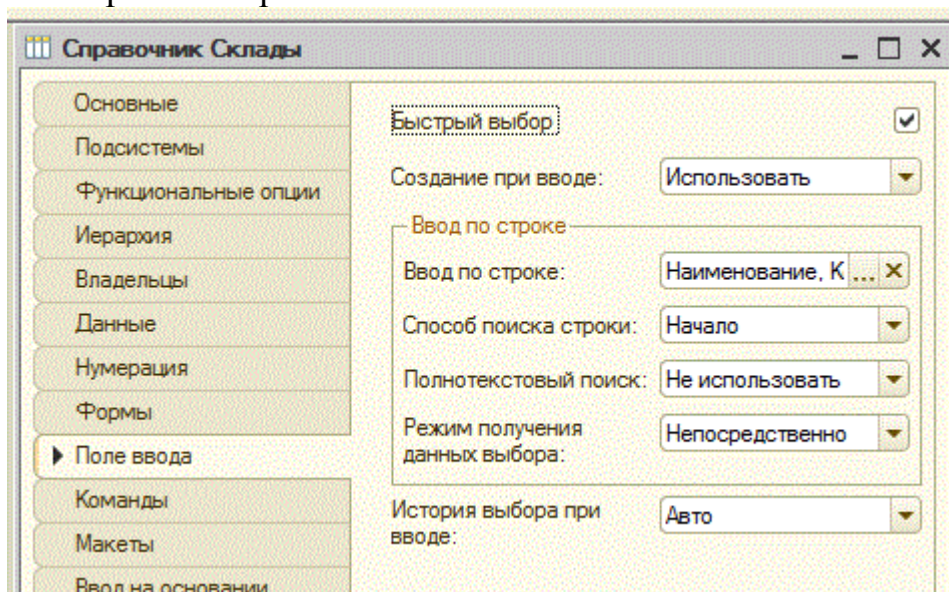 Справочник Склады
Основные
Подсистемы
Функциональные опции
Иерархия
Владельцы
Данные
Нумерация
Формы
Поле ввода
Команды
Макеты
Ввод на основании
Быстрый выбор
Создание при вводе: Использовать
Ввод по строке
Ввод по строке: Наименование, К ...
Способ поиска строки: Начало
Полнотекстовый поиск: Не использовать
Режим получения
данных выбора: Непосредственно
История выбора при
вводе: Авто